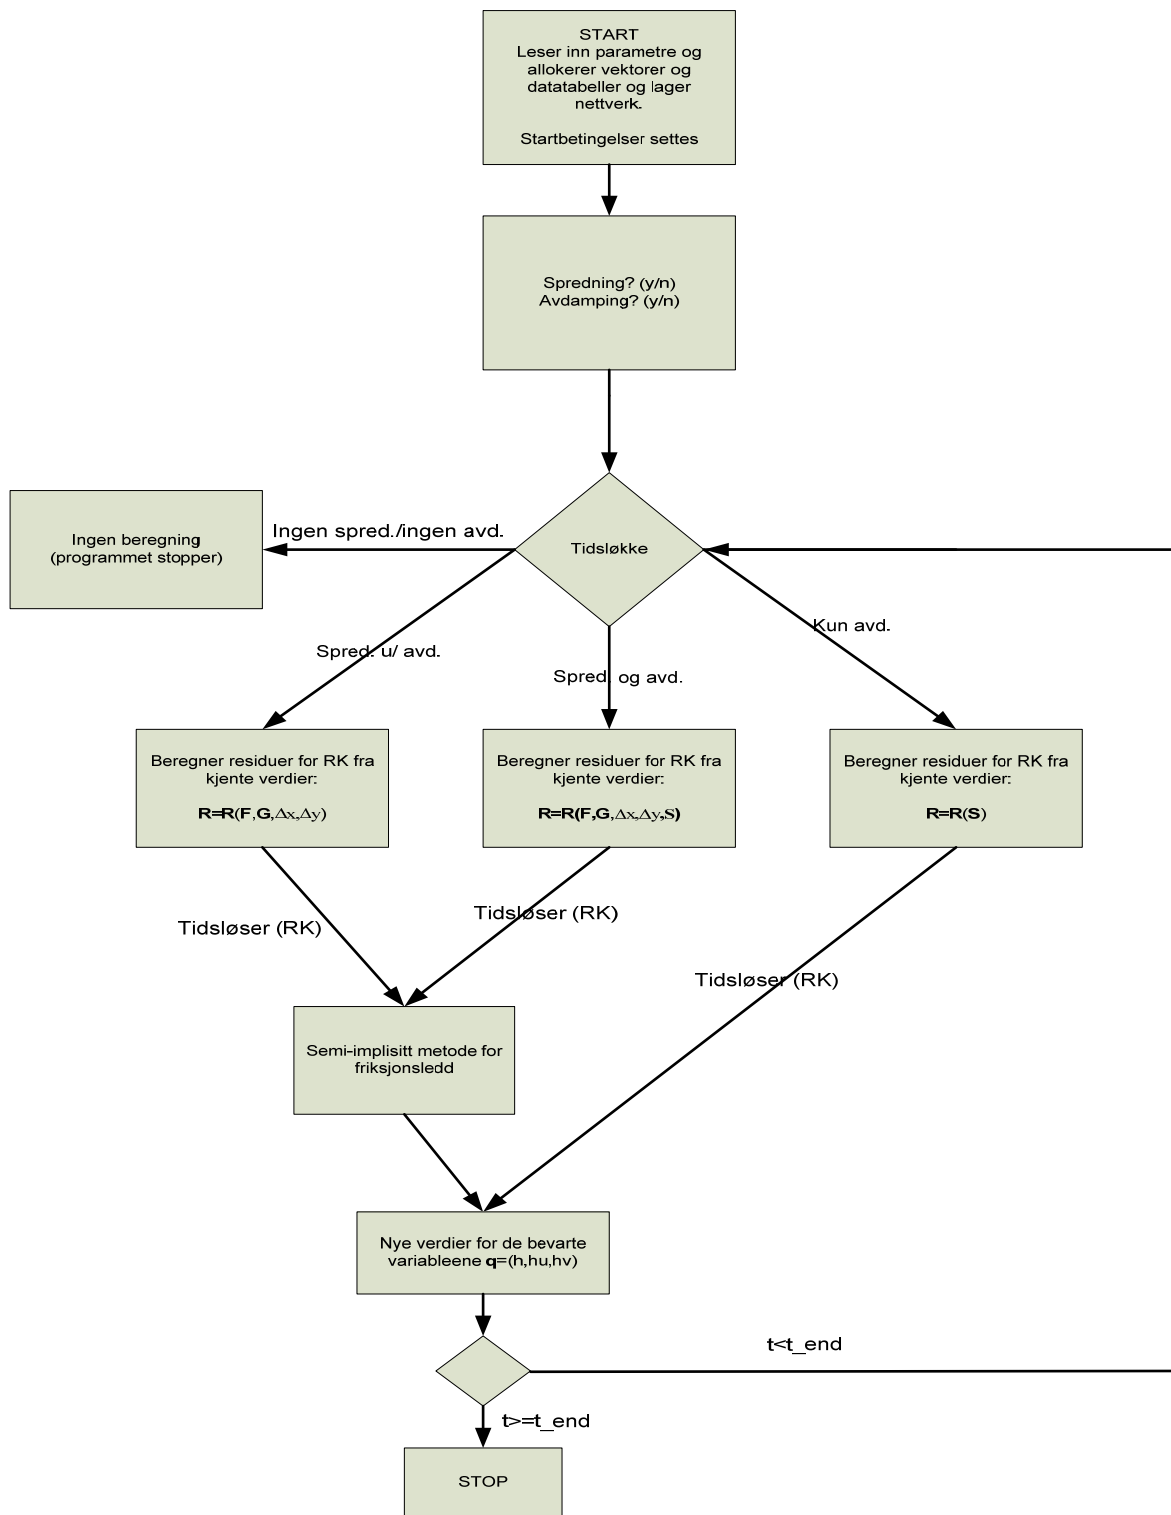 START
Leser inn parametre og
allokerer vektorer og
datatabeller og lager
nettverk.
Startbetingelser settes
Spredning? (y/n)
Avdamping? (y/n)
Ingen beregning
(programmet stopper)
Ingen spred./ingen avd.
Tidsløkke
Kun avd.
Spred. u/ avd.
Spred. og avd.
Beregner residuer for RK fra
kjente verdier:
R=R(F,G,Δx,Δy)
Beregner residuer for RK fra
kjente verdier:
R=R(F,G,Δx,Δy,S)
Beregner residuer for RK fra
kjente verdier:
R=R(S)
Tidsløser (RK)
Tidsløser (RK)
Tidsløser (RK)
Semi-implisitt metode for
friksjonsledd
Nye verdier for de bevarte
variableene q=(h,hu,hv)
t<t_end
t>=t_end
STOP